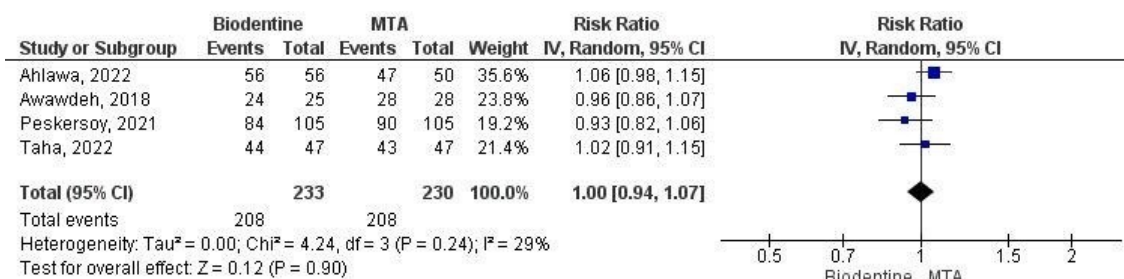 Biodentine MTA Risk Ratio Risk Ratio
Study or Subgroup Events Total Events Total Weight IV, Random, 95% CI IV, Random, 95% CI
Ahlawa, 2022 56 56 47 50 35.6% 1.06 [0.98, 1.15]
Awawdeh, 2018 24 25 28 28 23.8% 0.96 [0.86, 1.07]
Peskersoy, 2021 84 105 90 105 19.2% 0.93 [0.82, 1.06]
Taha, 2022 44 47 43 47 21.4% 1.02 [0.91, 1.15]
Total (95% CI) 233 230 100.0% 1.00 [0.94, 1.07]
Total events 208 208
Heterogeneity: Tau² = 0.00; Chi² = 4.24, df = 3 (P = 0.24); I² = 29%
Test for overall effect: Z = 0.12 (P = 0.90)
0.5 0.7 1 1.5 2
Biodentine MTA